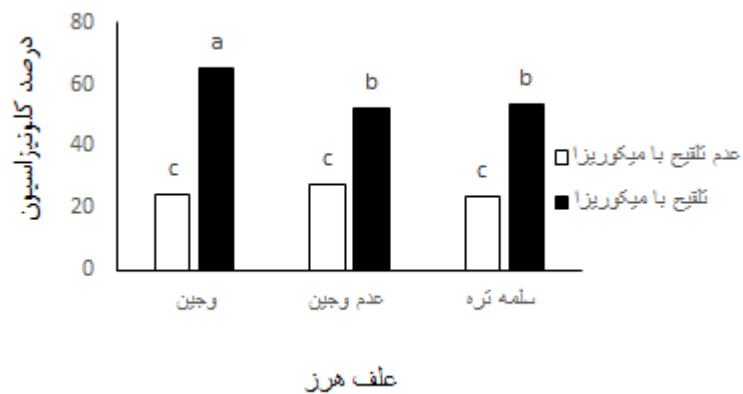 80
60
40
20
0
درصد کلونیزاسیون
a
b
b
c
c
c
وجین
عدم وجین
سلمه تره
علف هرز
عدم تلقیح با میکوریزا
تلقیح با میکوریزا